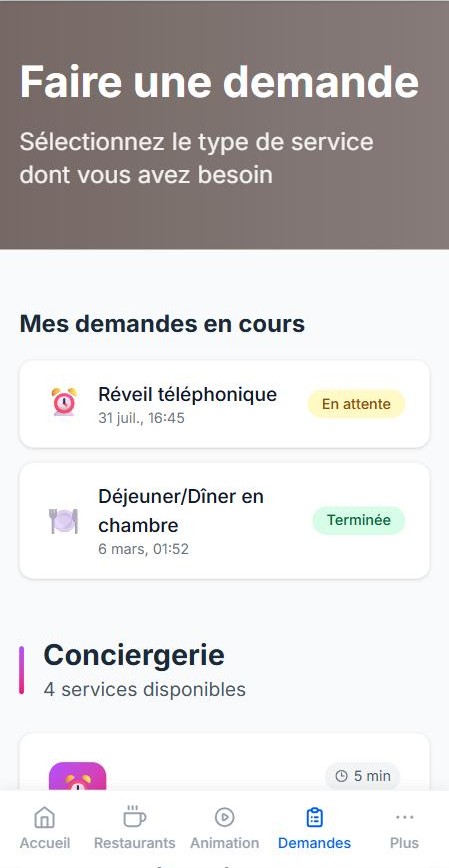 Faire une demande
Sélectionnez le type de service
dont vous avez besoin
Mes demandes en cours
Réveil téléphonique
31 juil., 16:45
En attente
Déjeuner/Dîner en
chambre
6 mars, 01:52
Terminée
Conciergerie
4 services disponibles
5 min
Accueil
Restaurants
Animation
Demandes
Plus